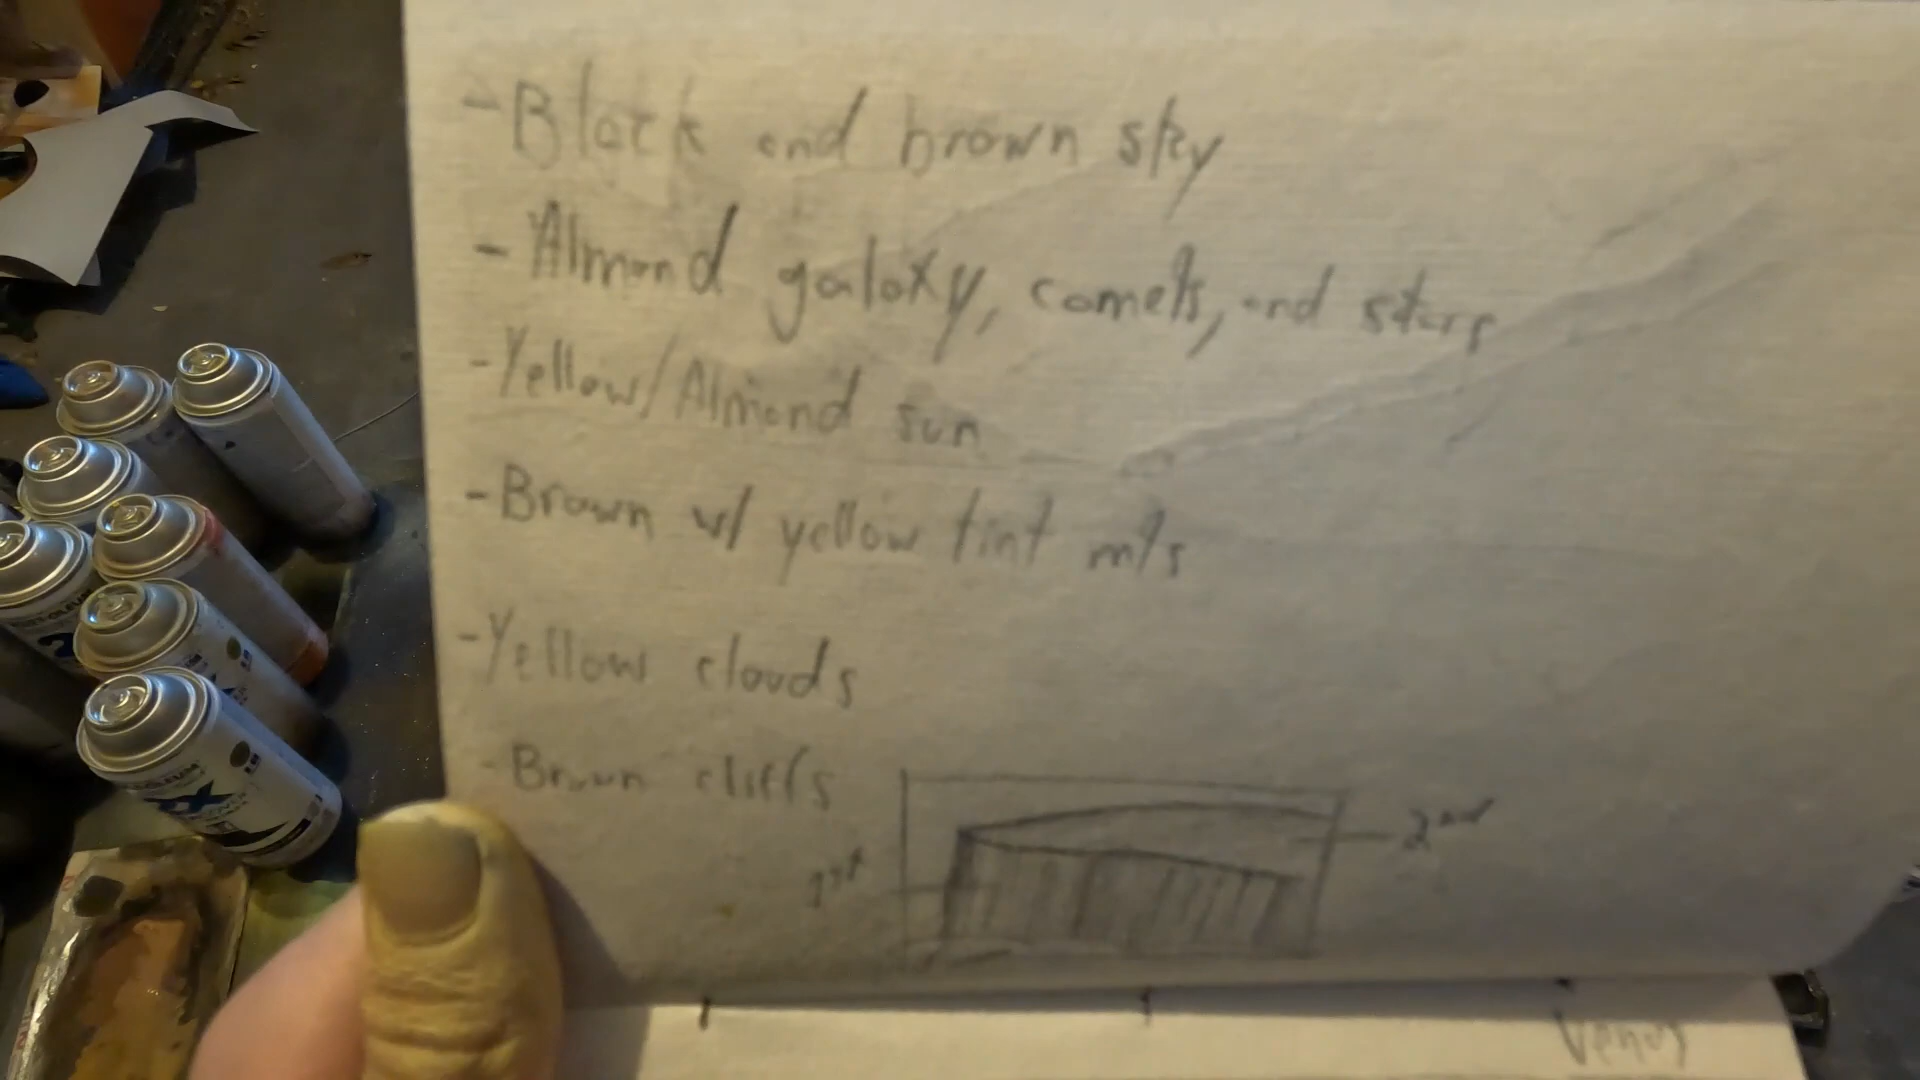 - Black and brown sky
- Almond galaxy, comets, and stars
- Yellow/Almond sun
- Brown w/ yellow tint m/s
- Yellow clouds
- Brown cliffs
2nd
1st
Venus